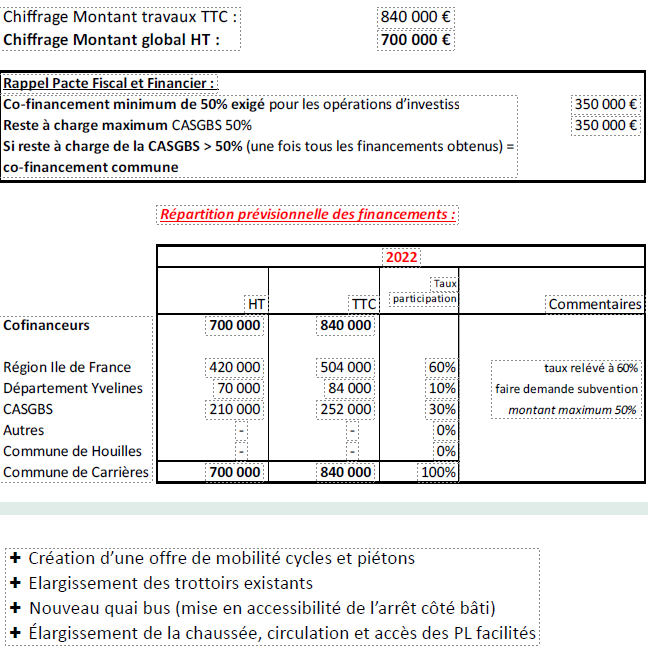 Chiffrage Montant travaux TTC : 840 000 €
Chiffrage Montant global HT : 700 000 €
Rappel Pacte Fiscal et Financier :
Co-financement minimum de 50% exigé pour les opérations d'investiss 350 000 €
Reste à charge maximum CASGBS 50% 350 000 €
Si reste à charge de la CASGBS > 50% (une fois tous les financements obtenus) =
co-financement commune
Répartition prévisionnelle des financements :
2022
Taux
HT TTC participation Commentaires
Cofinanceurs 700 000 840 000
Région Ile de France 420 000 504 000 60% taux relévé à 60%
Département Yvelines 70 000 84 000 10% faire demande subvention
CASGBS 210 000 252 000 30% montant maximum 50%
Autres - - 0%
Commune de Houilles - - 0%
Commune de Carrières 700 000 840 000 100%
+ Création d'une offre de mobilité cycles et piétons
+ Elargissement des trottoirs existants
+ Nouveau quai bus (mise en accessibilité de l'arrêt côté bâti)
+ Élargissement de la chaussée, circulation et accès des PL facilités